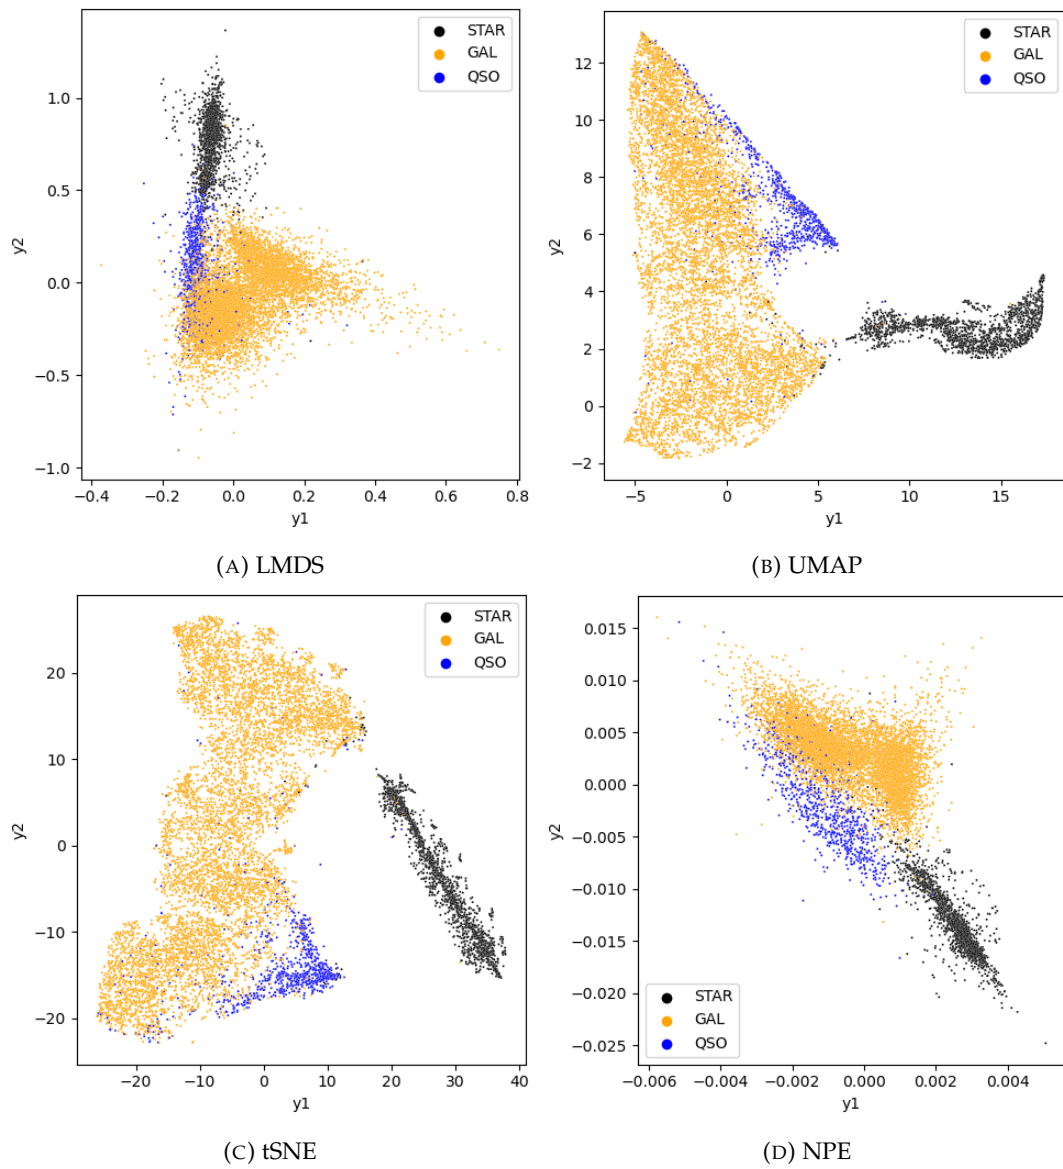 STAR
GAL
QSO
y2
1.0
0.5
0.0
−0.5
−1.0
−0.4 −0.2 0.0 0.2 0.4 0.6 0.8
y1
(A) LMDS
STAR
GAL
QSO
y2
12
10
8
6
4
2
0
−2
−5 0 5 10 15
y1
(B) UMAP
STAR
GAL
QSO
y2
20
10
0
−10
−20
−20 −10 0 10 20 30 40
y1
(C) tSNE
y2
0.015
0.010
0.005
0.000
−0.005
−0.010
−0.015
−0.020
−0.025
STAR
GAL
QSO
−0.006 −0.004 −0.002 0.000 0.002 0.004
y1
(D) NPE